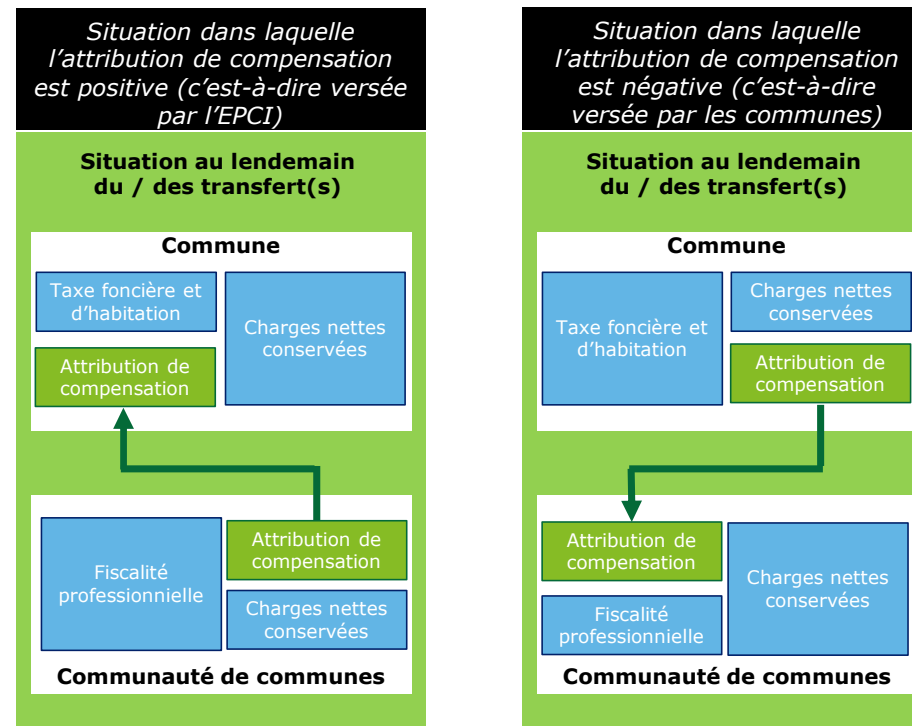 Situation dans laquelle
l'attribution de compensation
est positive (c'est-à-dire versée
par l'EPCI)
Situation au lendemain
du / des transfert(s)
Commune
Taxe foncière et
d'habitation
Charges nettes
conservées
Attribution de
compensation
Fiscalité
professionnelle
Attribution de
compensation
Charges nettes
conservées
Communauté de communes
Situation dans laquelle
l'attribution de compensation
est négative (c'est-à-dire
versée par les communes)
Situation au lendemain
du / des transfert(s)
Commune
Taxe foncière et
d'habitation
Charges nettes
conservées
Attribution de
compensation
Attribution de
compensation
Charges nettes
conservées
Fiscalité
professionnelle
Communauté de communes